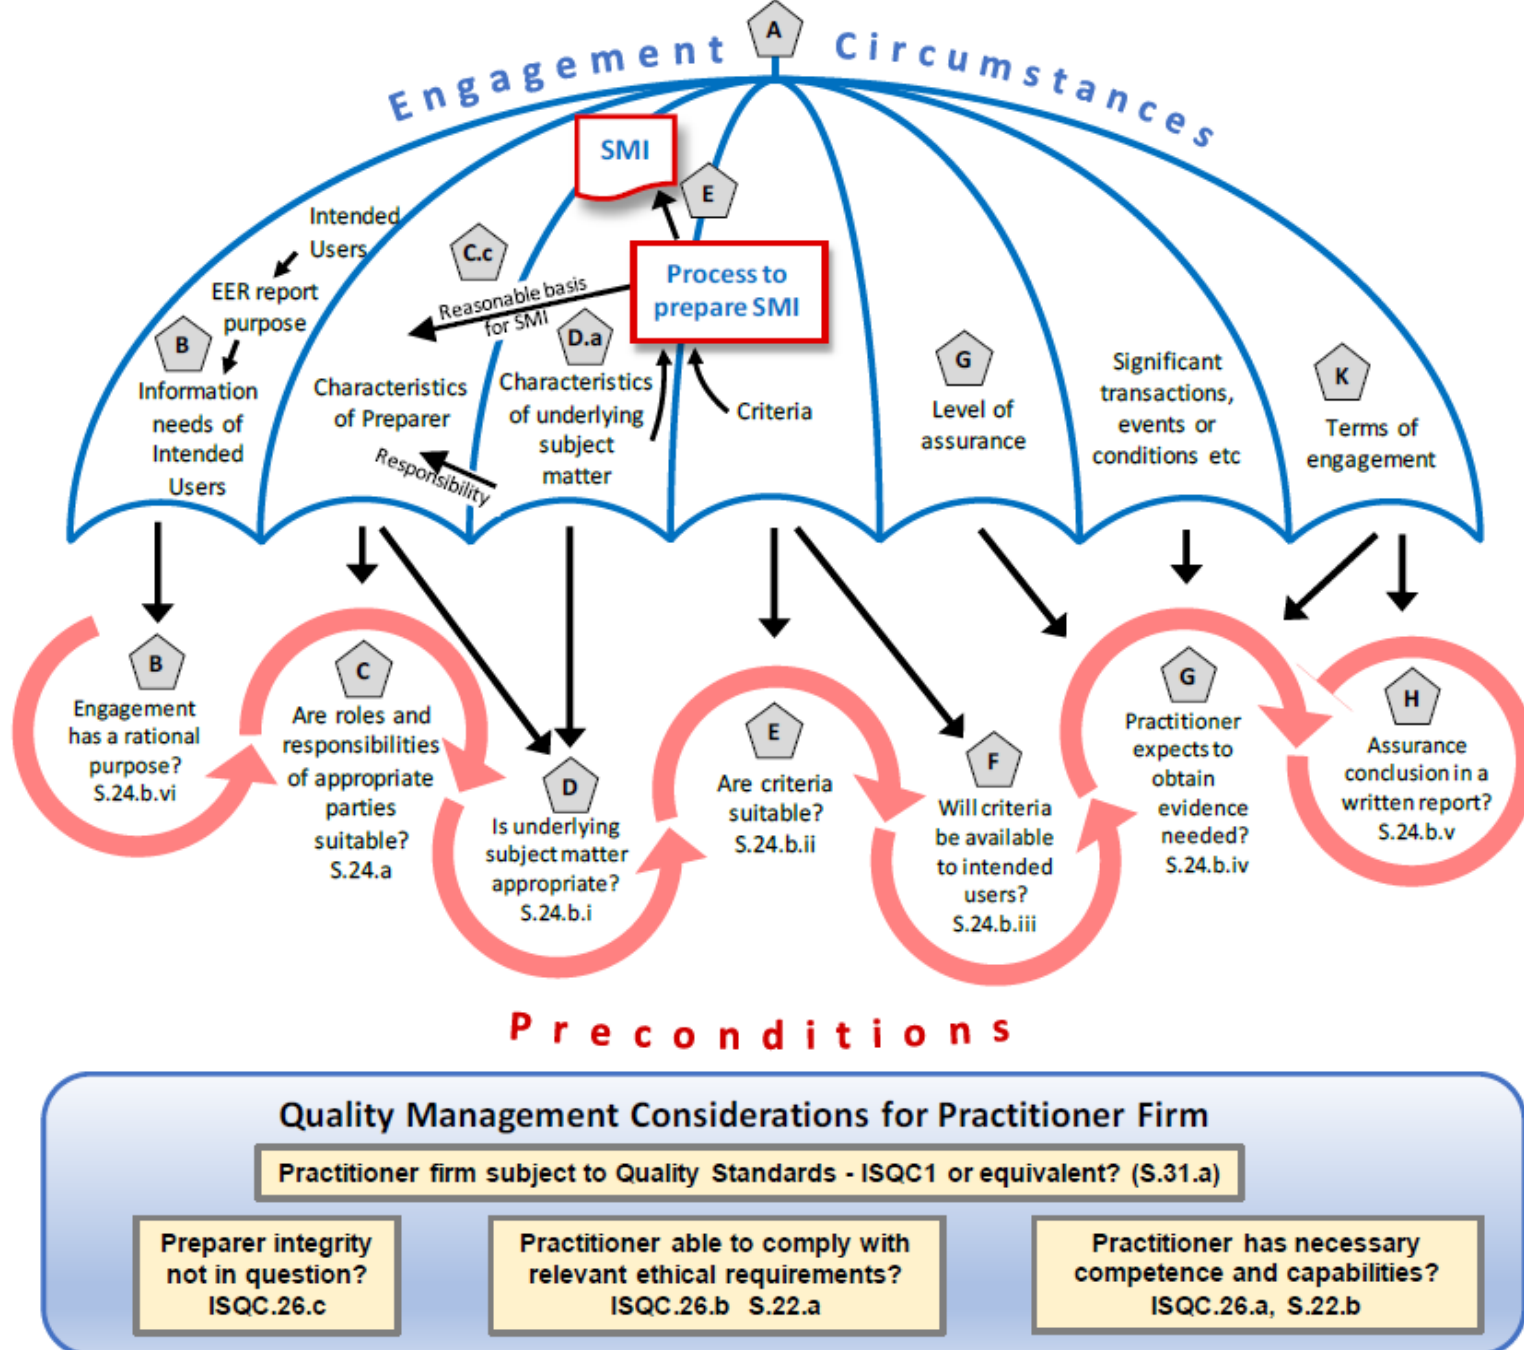 Engagement A Circumstances
SMI
E
Intended
Users
C.c
EER report
purpose
Reasonable basis
for SMI
Process to
prepare SMI
B
Information
needs of
Intended
Users
Characteristics
of Preparer
Responsibility
D.a
Characteristics
of underlying
subject
matter
Criteria
G
Level of
assurance
Significant
transactions,
events or
conditions etc
K
Terms of
engagement
B
Engagement
has a rational
purpose?
S.24.b.vi
C
Are roles and
responsibilities
of appropriate
parties
suitable?
S.24.a
D
Is underlying
subject matter
appropriate?
S.24.b.i
E
Are criteria
suitable?
S.24.b.ii
F
Will criteria
be available
to intended
users?
S.24.b.iii
G
Practitioner
expects to
obtain
evidence
needed?
S.24.b.iv
H
Assurance
conclusion in a
written report?
S.24.b.v
Preconditions
Quality Management Considerations for Practitioner Firm
Practitioner firm subject to Quality Standards - ISQC1 or equivalent? (S.31.a)
Preparer integrity
not in question?
ISQC.26.c
Practitioner able to comply with
relevant ethical requirements?
ISQC.26.b S.22.a
Practitioner has necessary
competence and capabilities?
ISQC.26.a, S.22.b